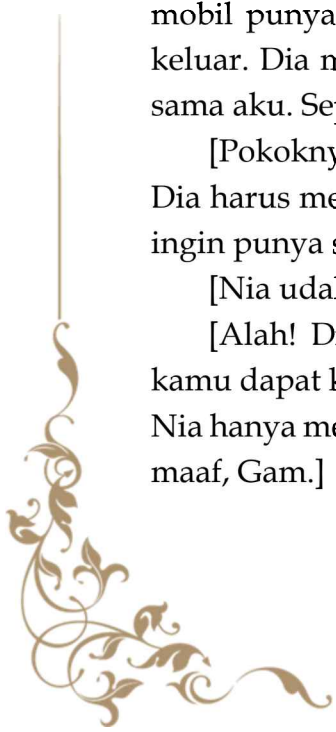 mobil punya
keluar. Dia m
sama aku. Sep
[Pokokny
Dia harus me
ingin punya s
[Nia udal
[Alah! D
kamu dapat k
Nia hanya me
maaf, Gam.]